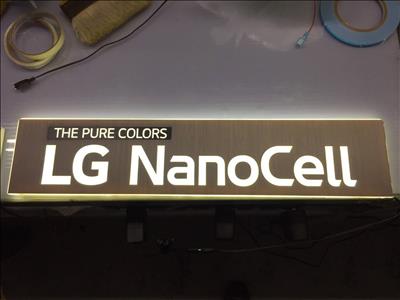 THE PURE COLORS
LG NanoCell